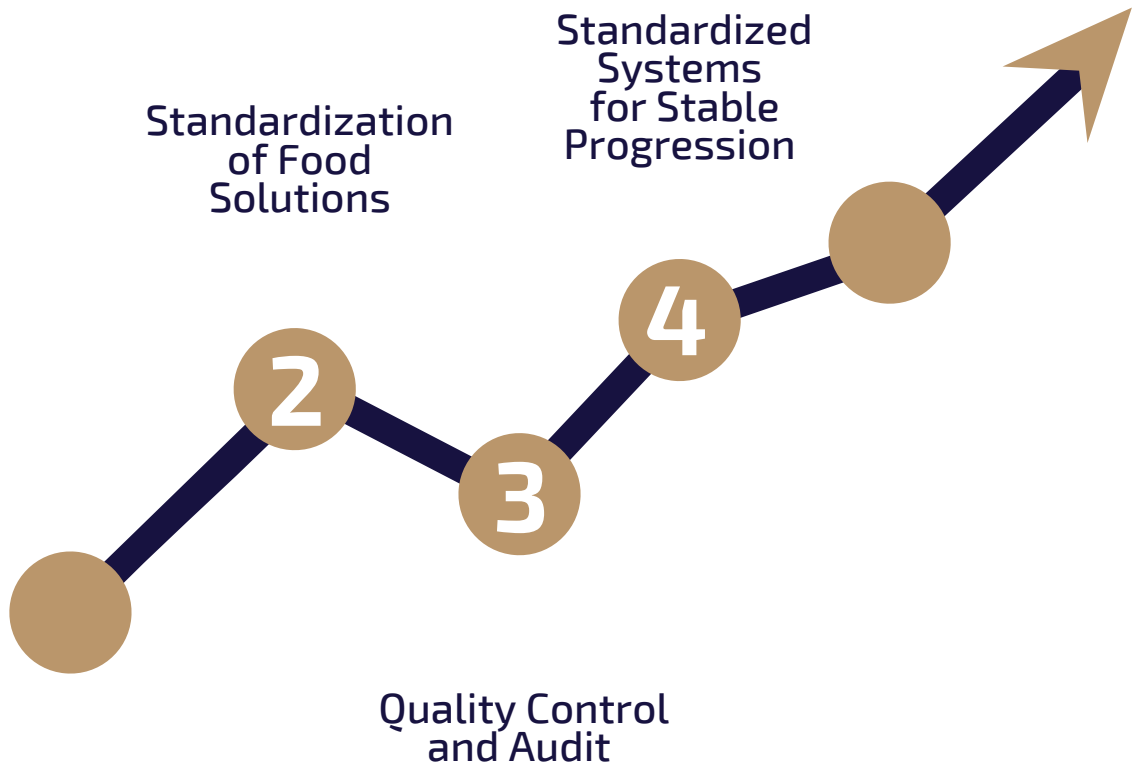 Standardized
Systems
for Stable
Progression
Standardization
of Food
Solutions
4
2
3
Quality Control
and Audit